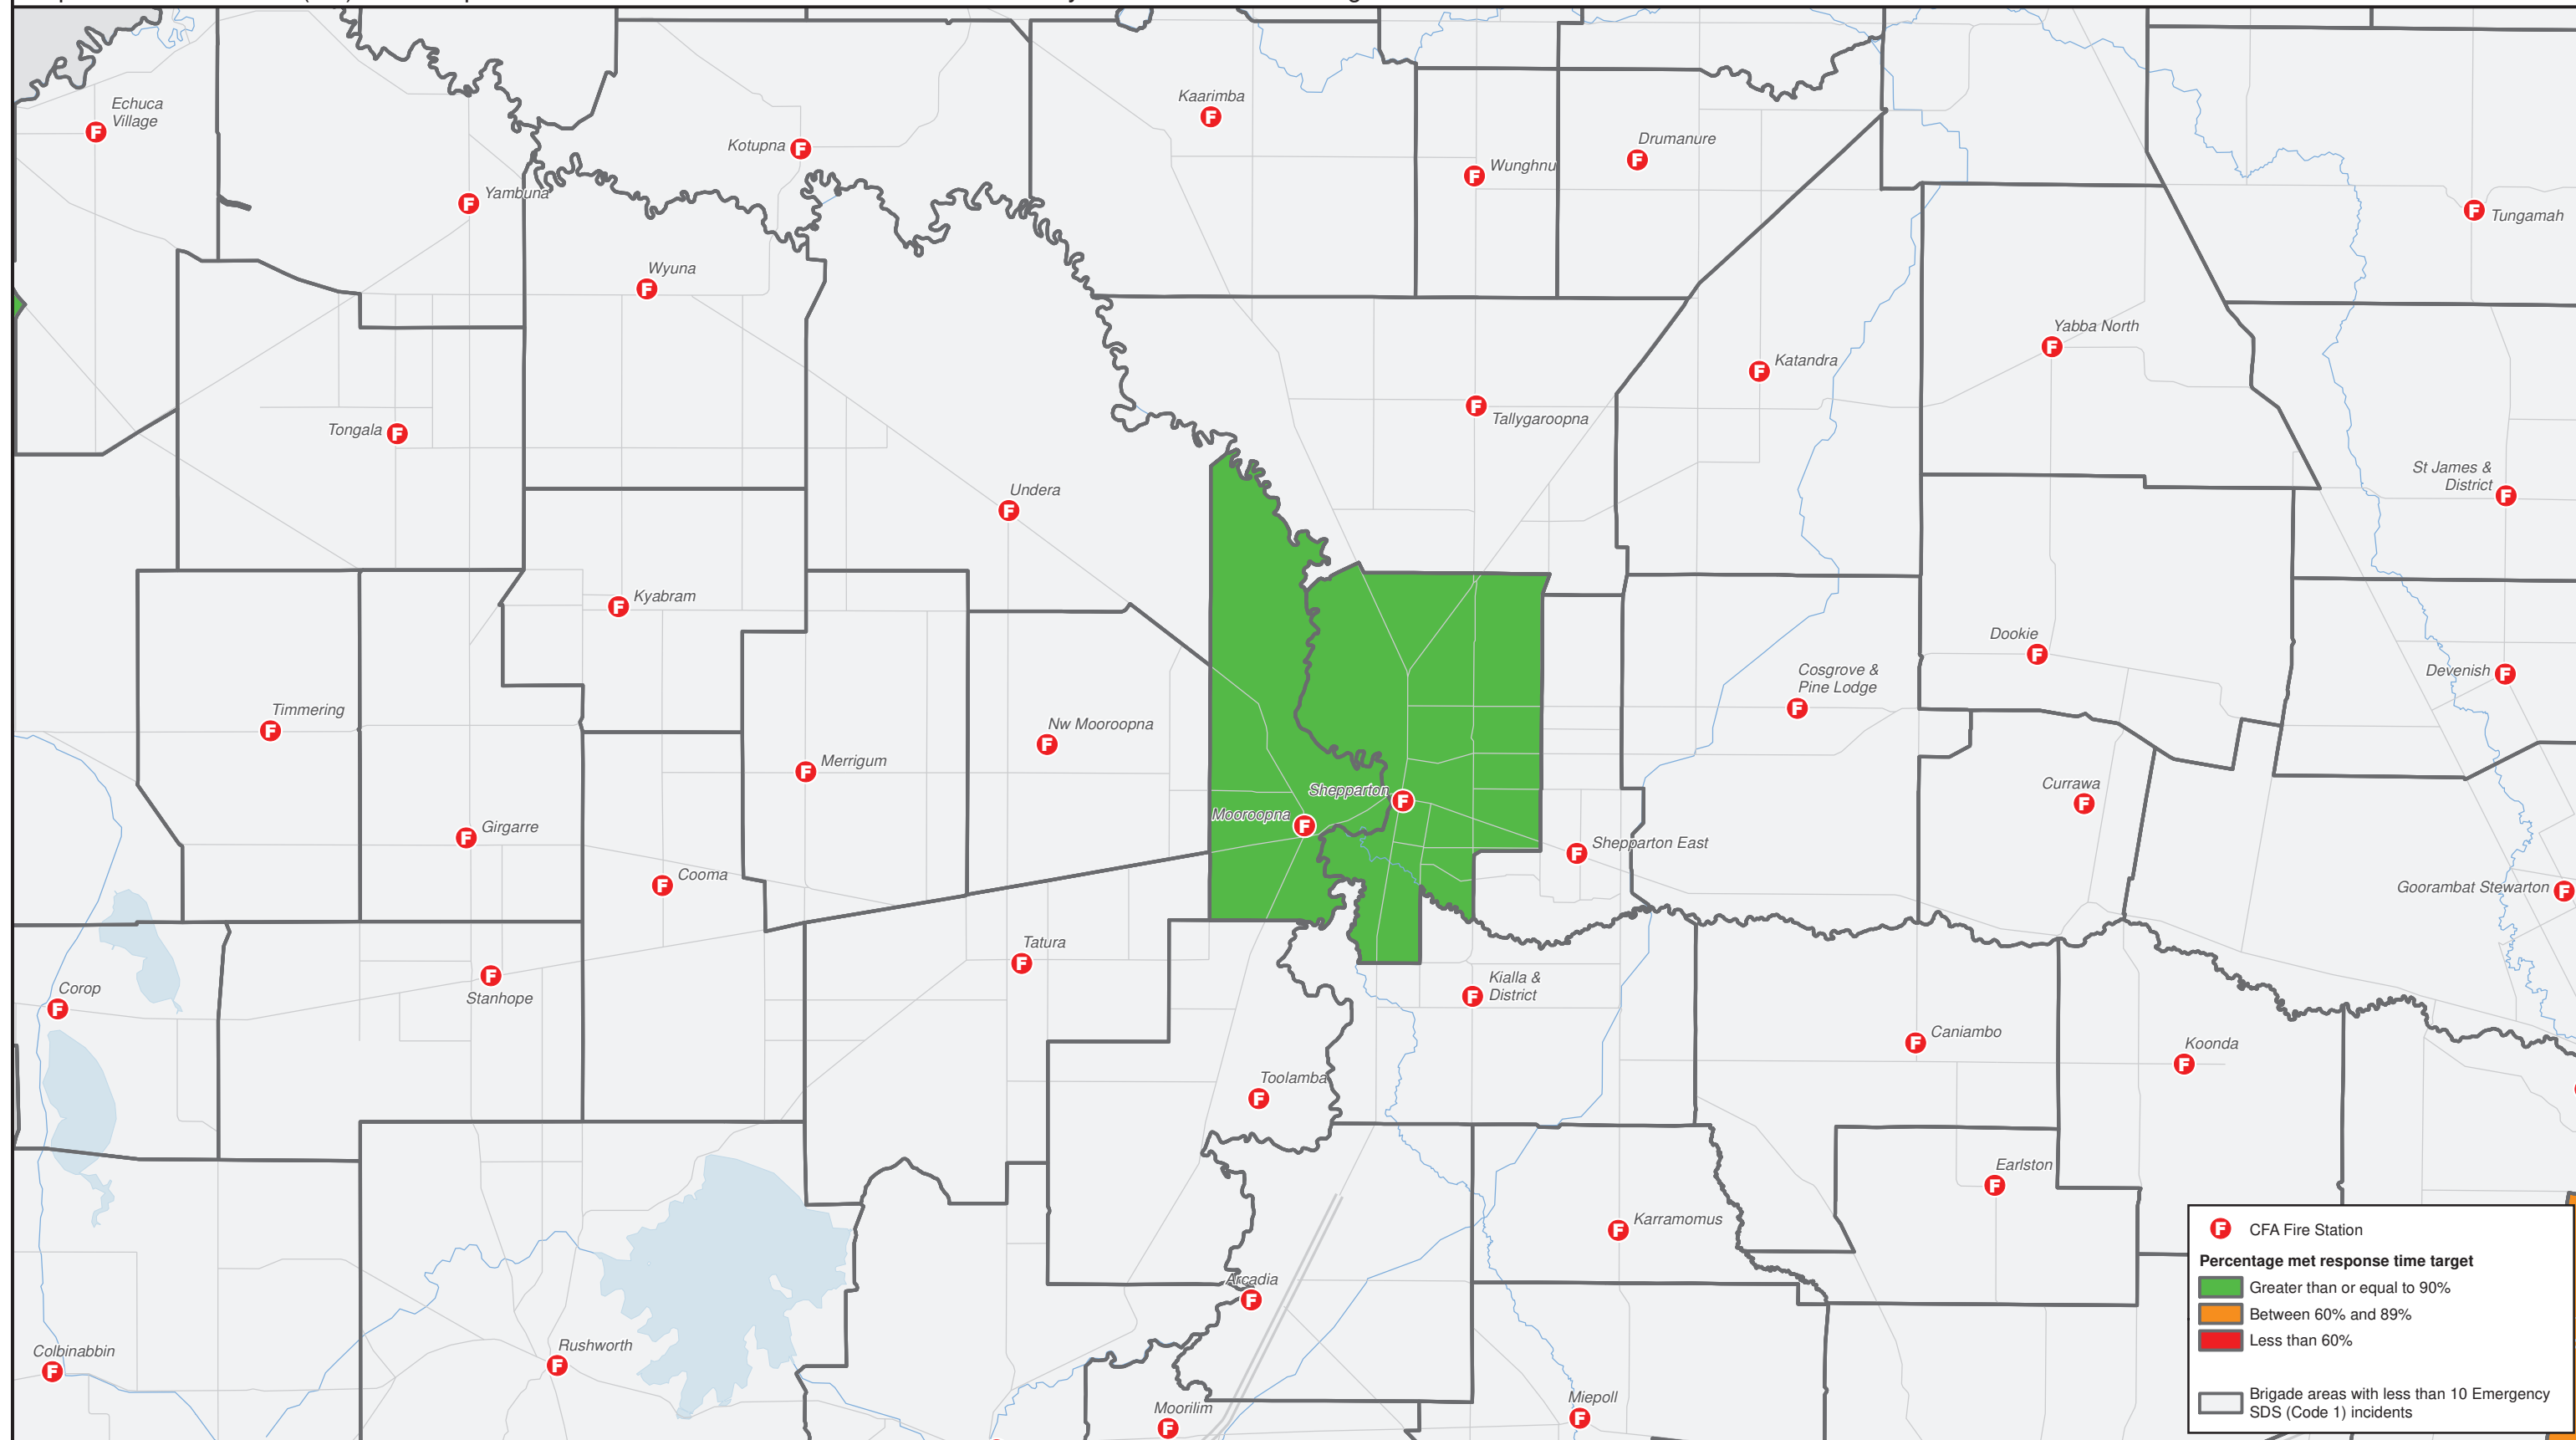 Echuca
Village
Kaarimba
Kotupna
Drumanure
Wunghnu
Yambuna
Tungamah
Wyuna
Yabba North
Katandra
Tallygaroopna
Tongala
St James &
District
Undera
Kyabram
Dookie
Cosgrove &
Pine Lodge
Devenish
Timmering
Nw Mooroopna
Merrigum
Currawa
Shepparton
Mooroopna
Girgarre
Shepparton East
Cooma
Goorambat Stewarton
Tatura
Corop
Stanhope
Kialla &
District
Caniambo
Koonda
Toolamba
Earlston
Karramomus
Arcadia
Rushworth
Colbinabbin
Miepoll
Moorilim
CFA Fire Station
Percentage met response time target
Greater than or equal to 90%
Between 60% and 89%
Less than 60%
Brigade areas with less than 10 Emergency
SDS (Code 1) incidents